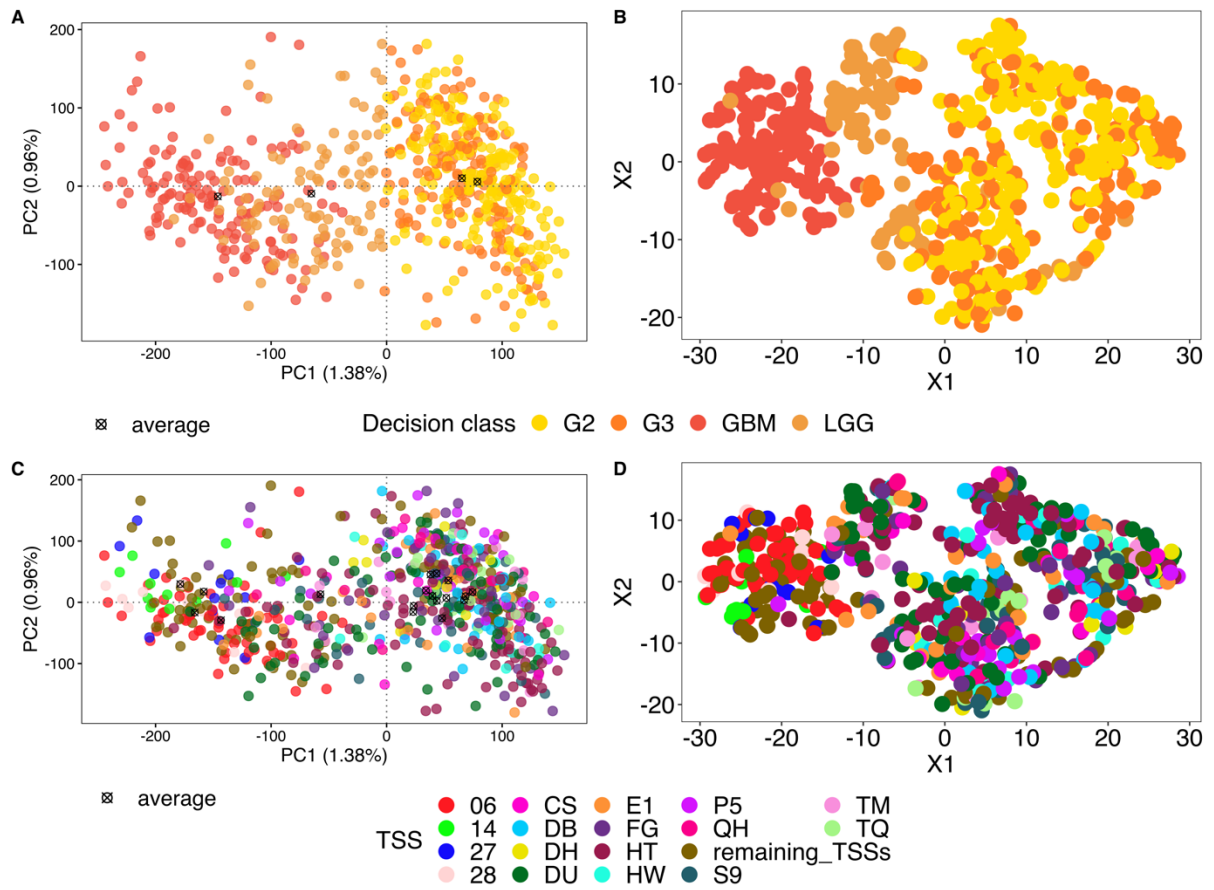 A
200
100
0
-100
PC2 (0.96%)
-200
-100
0
100
PC1 (1.38%)
B
10
0
-10
-20
X2
-30
-20
-10
0
10
20
30
X1
average
Decision class G2 G3 GBM LGG
C
200
100
0
-100
PC2 (0.96%)
-200
-100
0
100
PC1 (1.38%)
D
10
0
-10
-20
X2
-30
-20
-10
0
10
20
30
X1
average
TSS
06 CS E1 P5 TM
14 DB FG QH TQ
27 DH HT remaining_TSSs
28 DU HW S9